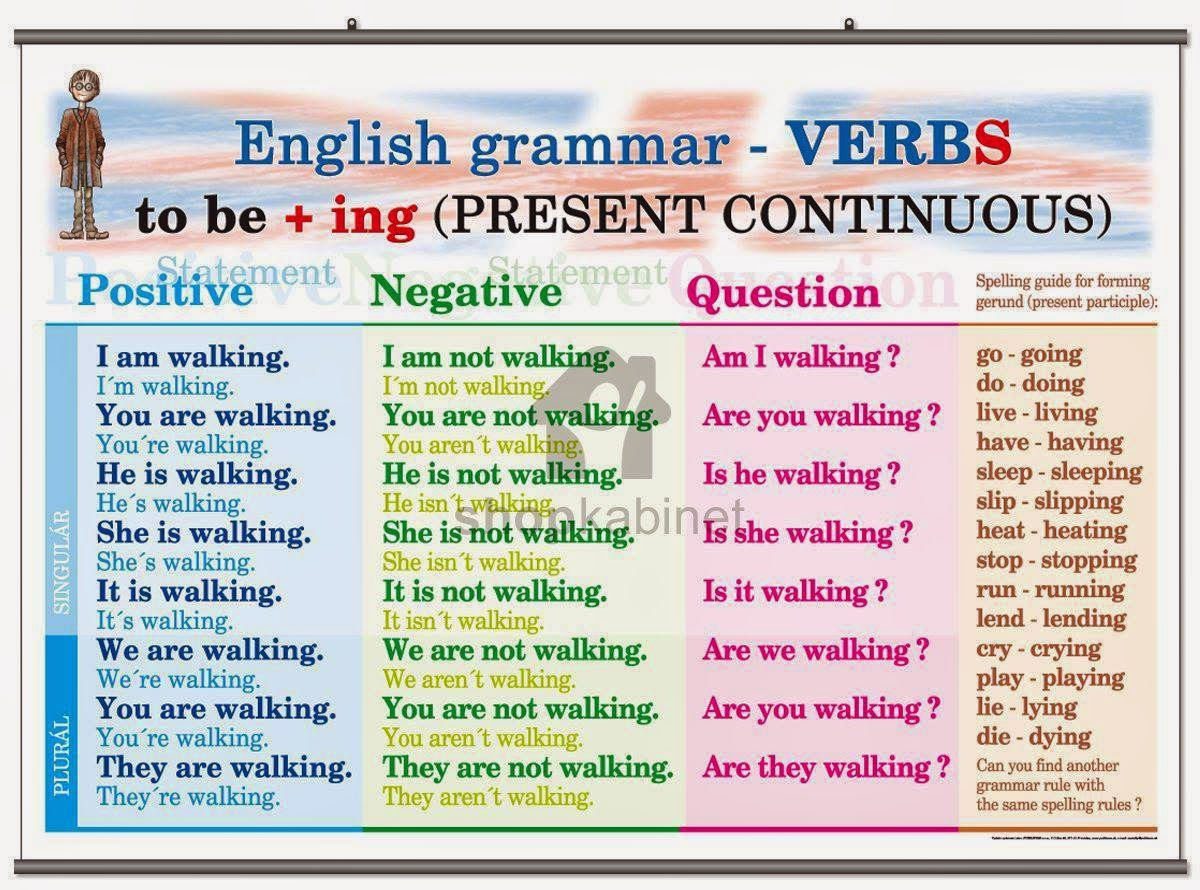 English grammar - VERBS
to be + ing (PRESENT CONTINUOUS)
Positive Statement
Positive
Negative Statement
Negative
Question
Question
Spelling guide for forming
gerund (present participle):
SINGULÁR
I am walking.
I´m walking.
You are walking.
You´re walking.
He is walking.
He´s walking.
She is walking.
She´s walking.
It is walking.
It´s walking.
PLURÁL
We are walking.
We´re walking.
You are walking.
You´re walking.
They are walking.
They´re walking.
I am not walking.
I´m not walking.
You are not walking.
You aren´t walking.
He is not walking.
He isn´t walking.
She is not walking.
She isn´t walking.
It is not walking.
It isn´t walking.
We are not walking.
We aren´t walking.
You are not walking.
You aren´t walking.
They are not walking.
They aren´t walking.
shopkabinet
Am I walking ?
Are you walking ?
Is he walking ?
Is she walking ?
Is it walking ?
Are we walking ?
Are you walking ?
Are they walking ?
go - going
do - doing
live - living
have - having
sleep - sleeping
slip - slipping
heat - heating
stop - stopping
run - running
lend - lending
cry - crying
play - playing
lie - lying
die - dying
Can you find another
grammar rule with
the same spelling rules ?